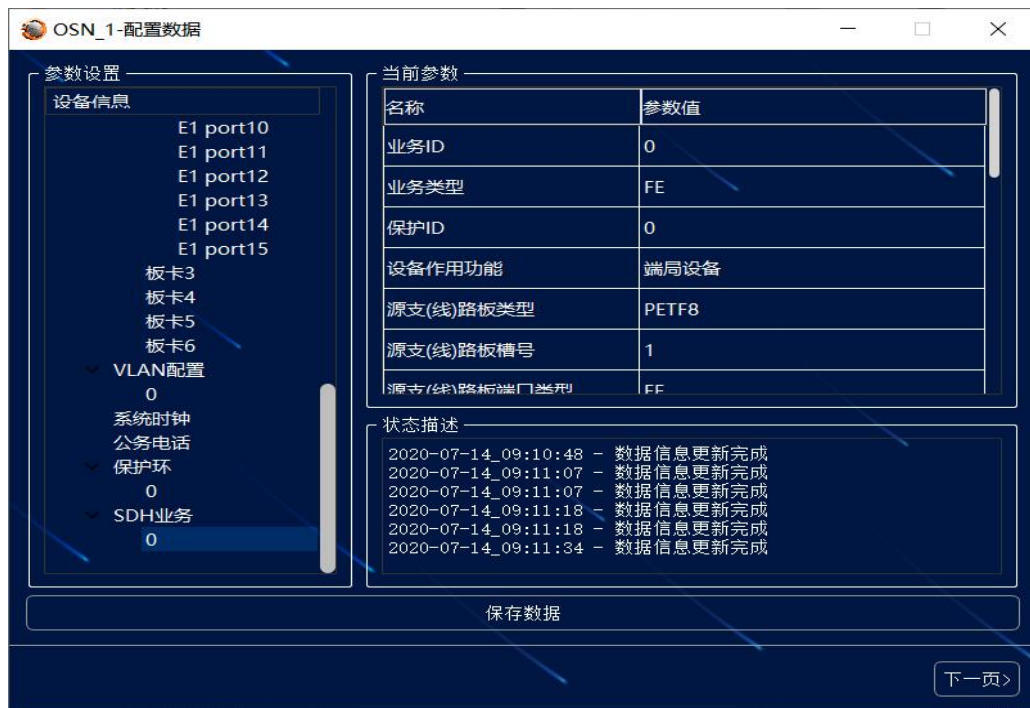 OSN_1-配置数据
参数设置
设备信息
E1 port10
E1 port11
E1 port12
E1 port13
E1 port14
E1 port15
板卡3
板卡4
板卡5
板卡6
VLAN配置
0
系统时钟
公务电话
保护环
0
SDH业务
0
当前参数
名称 参数值
业务ID 0
业务类型 FE
保护ID 0
设备作用功能 端局设备
源支(线)路板类型 PETF8
源支(线)路板槽号 1
源支(线)路板端口类型 FE
状态描述
2020-07-14_09:10:48 - 数据信息更新完成
2020-07-14_09:11:07 - 数据信息更新完成
2020-07-14_09:11:07 - 数据信息更新完成
2020-07-14_09:11:18 - 数据信息更新完成
2020-07-14_09:11:18 - 数据信息更新完成
2020-07-14_09:11:34 - 数据信息更新完成
保存数据
下一页>